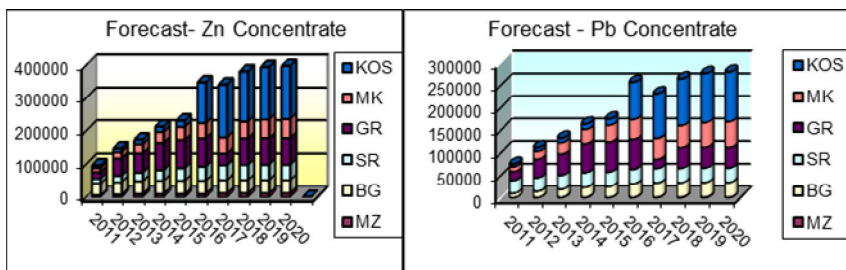 Forecast- Zn Concentrate
400000
300000
200000
100000
0
2011
2012
2013
2014
2015
2016
2017
2018
2019
2020
KOS
MK
GR
SR
BG
MZ
Forecast - Pb Concentrate
300000
250000
200000
150000
100000
50000
0
2011
2012
2013
2014
2015
2016
2017
2018
2019
2020
KOS
MK
GR
SR
BG
MZ